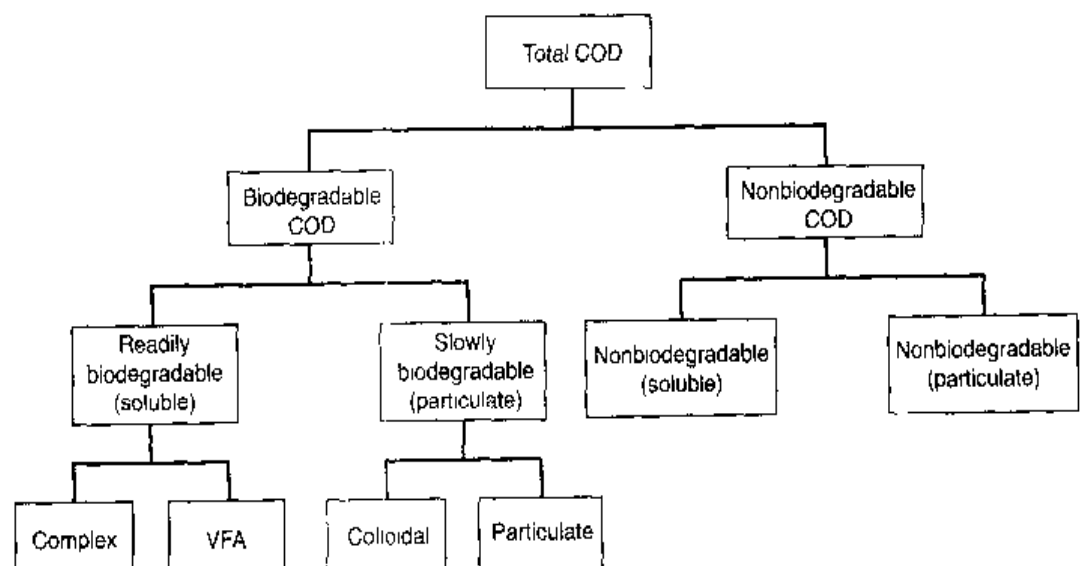 Total COD
Biodegradable
COD
Nonbiodegradable
COD
Readily
biodegradable
(soluble)
Slowly
biodegradable
(particulate)
Nonbiodegradable
(soluble)
Nonbiodegradable
(particulate)
Complex
VFA
Colloidal
Particulate